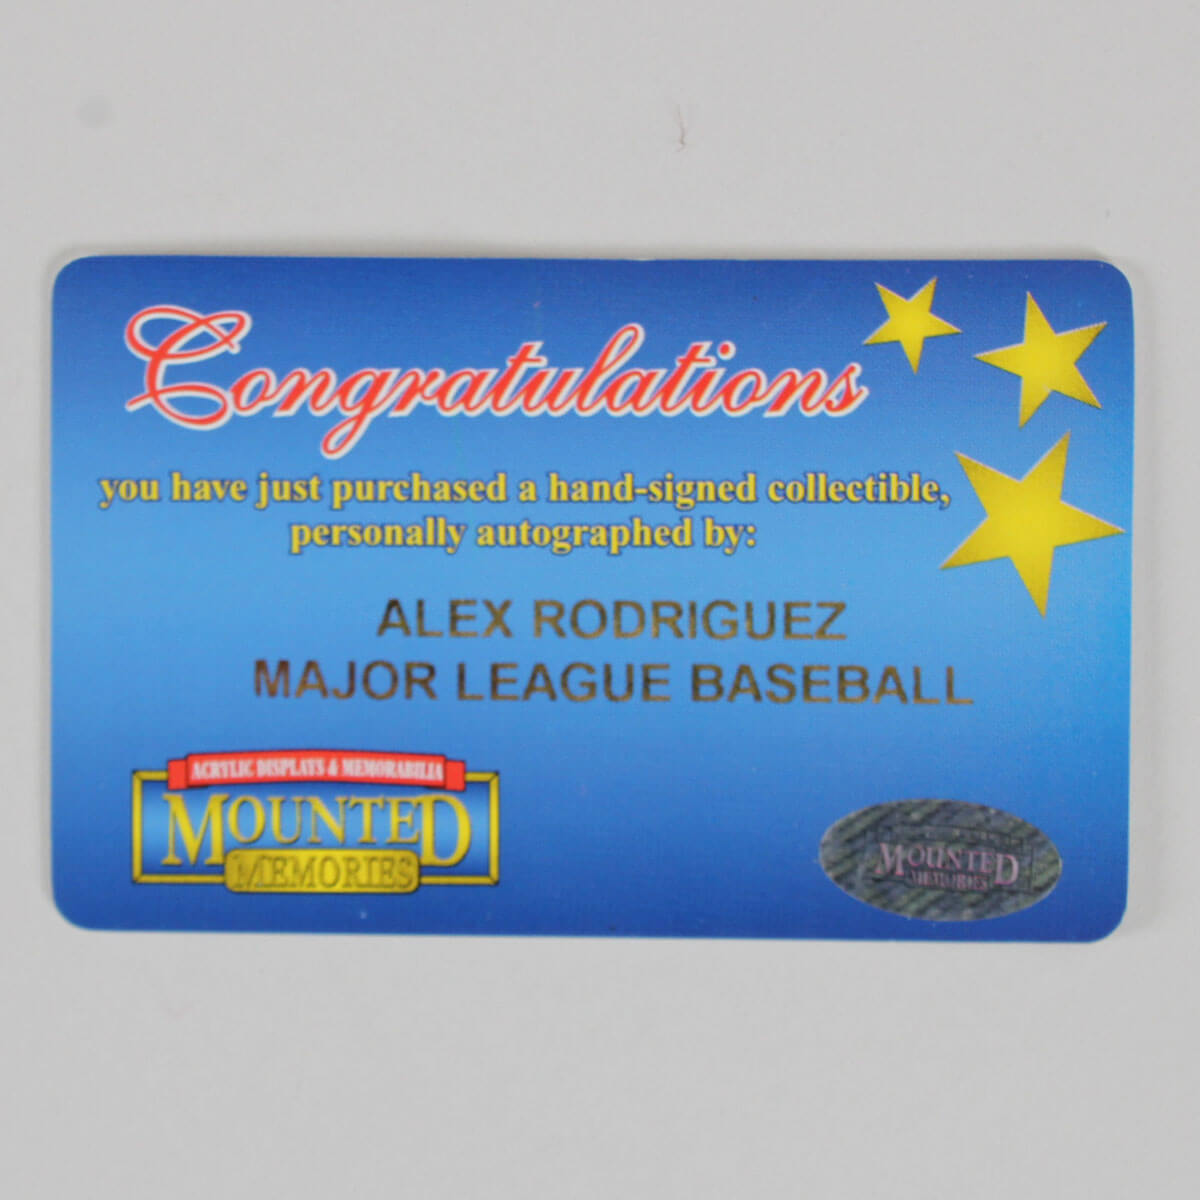 Congratulations
you have just purchased a hand-signed collectible,
personally autographed by:
ALEX RODRIGUEZ
MAJOR LEAGUE BASEBALL
ACRYLIC DISPLAYS & MEMORABILIA
MOUNTED
MEMORIES
MOUNTED
MEMORIES